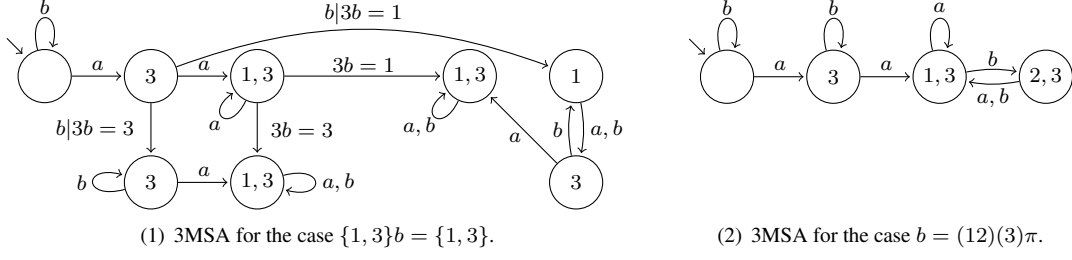 b b|3b = 1 b b a
a 3 a 1, 3 3b = 1 1, 3 1 a 3 a 1, 3 b 2, 3
a a, b a, b
b|3b = 3 3b = 3 a b a, b
b 3 a 1, 3 a, b 3
(1) 3MSA for the case {1, 3}b = {1, 3}. (2) 3MSA for the case b = (12)(3)π.